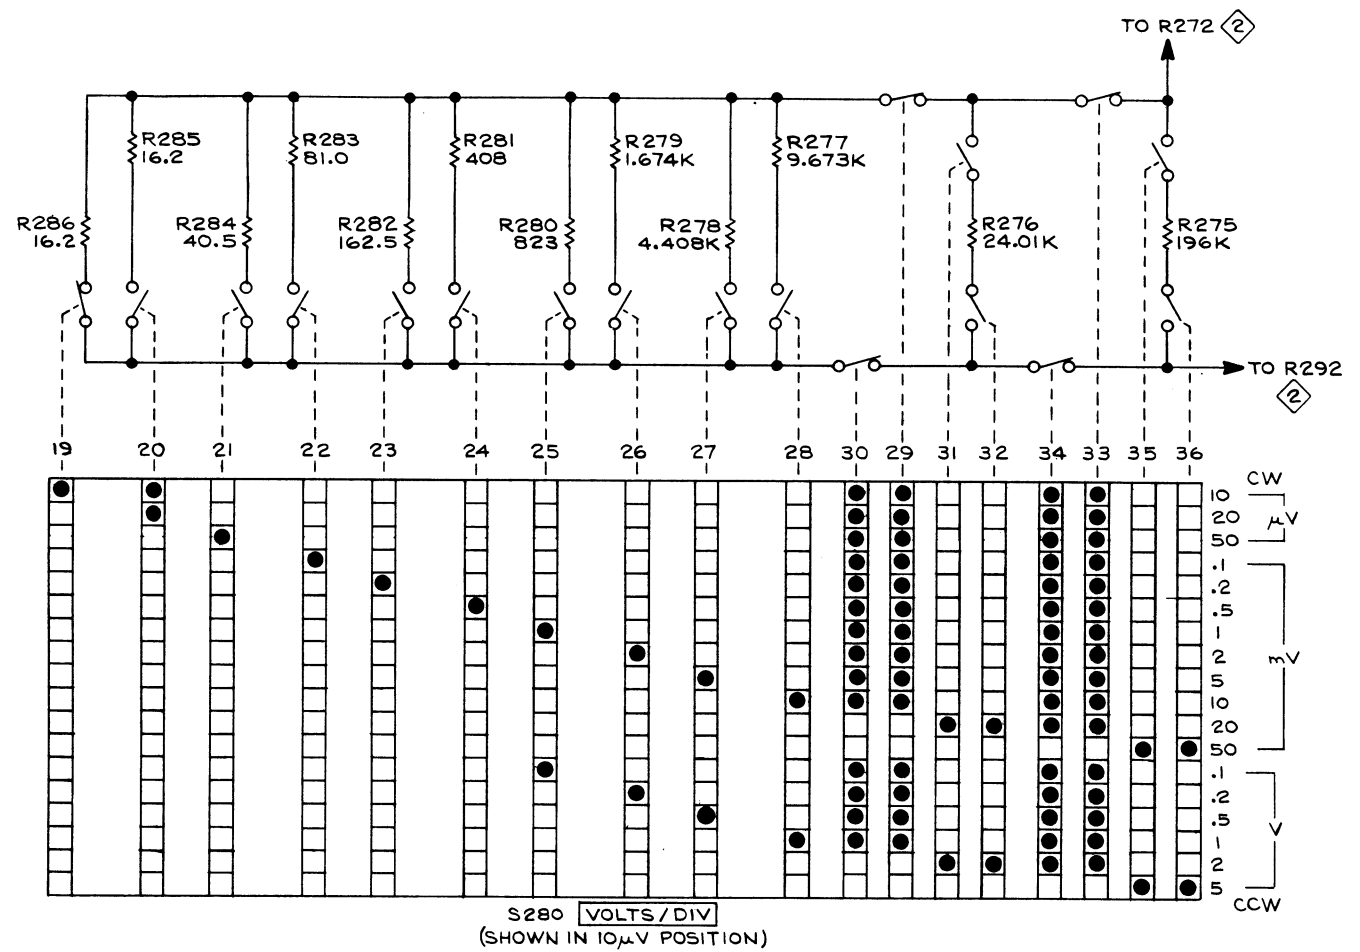 TO R272 2
R285
16.2
R283
81.0
R281
408
R279
1.674K
R277
9.673K
R286
16.2
R284
40.5
R282
162.5
R280
823
R278
4.408K
R276
24.01K
R275
196K
TO R292
2
19 20 21 22 23 24 25 26 27 28 30 29 31 32 34 33 35 36
CW
10
20
50
μV
.1
.2
.5
1
2
5
10
20
50
mV
.1
.2
.5
1
2
5
V
CCW
S280 VOLTS/DIV
(SHOWN IN 10μV POSITION)